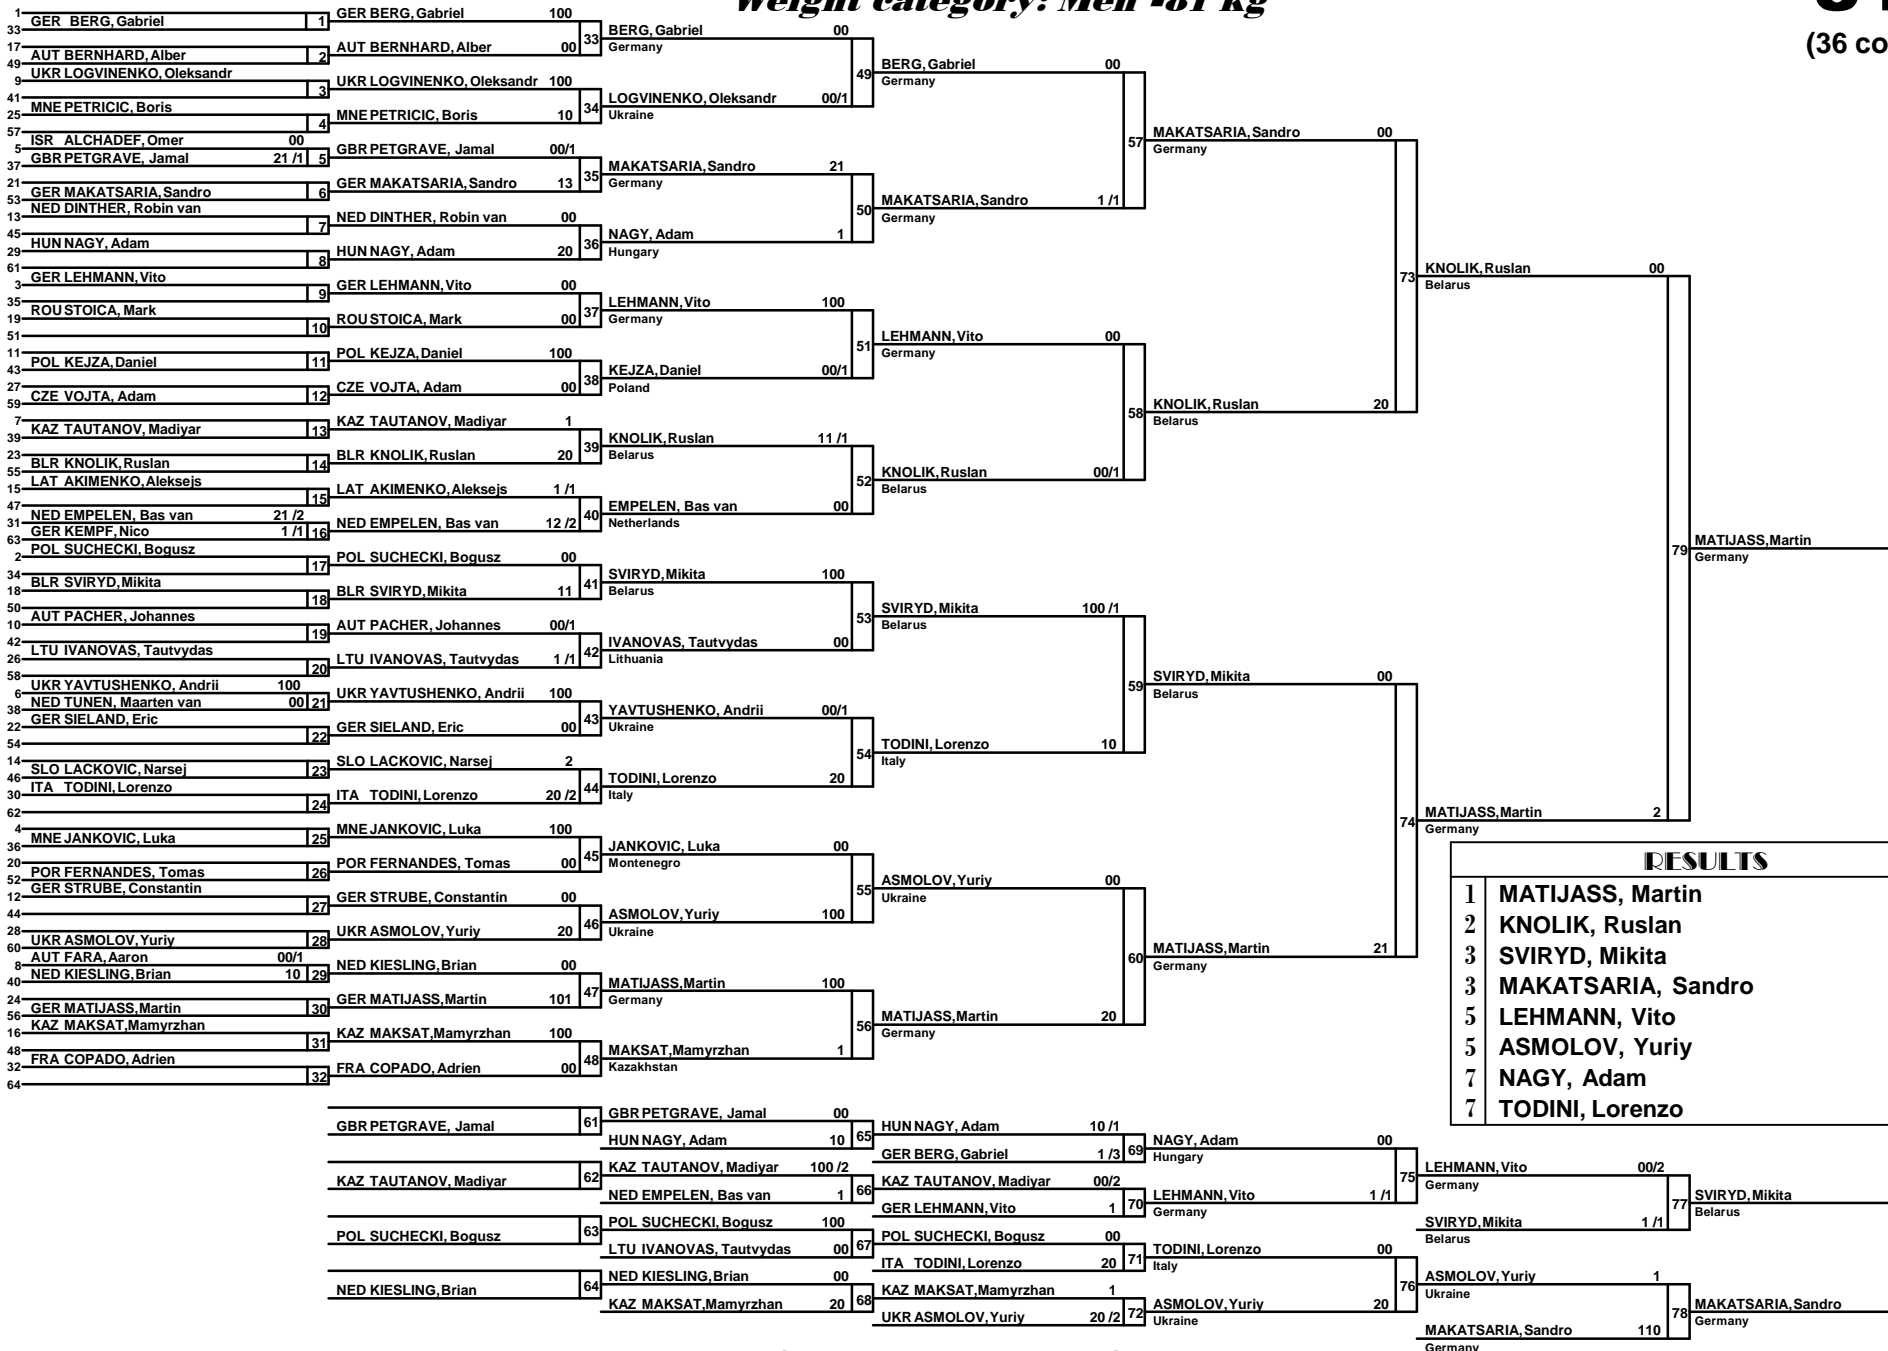 Weight category: Men -81 kg
(36 co
1
GER BERG, Gabriel 1
33
17
AUT BERNHARD, Alber 2
49
9 UKR LOGVINENKO, Oleksandr
3
41
MNE PETRICIC, Boris
25
4
57
ISR ALCHADEF, Omer 00
5
GBR PETGRAVE, Jamal 21 /1 5
37
21
GER MAKATSARIA, Sandro 6
53
NED DINTHER, Robin van
13
7
45
HUN NAGY, Adam
29
8
61
GER LEHMANN, Vito
3
9
35
ROU STOICA, Mark
19
10
51
11
POL KEJZA, Daniel 11
43
27
CZE VOJTA, Adam 12
59
7
KAZ TAUTANOV, Madiyar 13
39
23
BLR KNOLIK, Ruslan 14
55
LAT AKIMENKO, Aleksejs
15
15
47
NED EMPELEN, Bas van 21 /2
31
GER KEMPF, Nico 1 /1 16
63
POL SUCHECKI, Bogusz
2
17
34
BLR SVIRYD, Mikita
18
18
50
AUT PACHER, Johannes
10
19
42
LTU IVANOVAS, Tautvydas
26
20
58
UKR YAVTUSHENKO, Andrii 100
6
NED TUNEN, Maarten van 00 21
38
GER SIELAND, Eric
22
22
54
14
SLO LACKOVIC, Narsej 23
46
ITA TODINI, Lorenzo
30
24
62
4
MNE JANKOVIC, Luka 25
36
20
POR FERNANDES, Tomas 26
52
GER STRUBE, Constantin
12
27
44
28
UKR ASMOLOV, Yuriy 28
60
AUT FARA, Aaron 00/1
8
NED KIESLING, Brian 10 29
40
24
GER MATIJASS, Martin 30
56
KAZ MAKSAT, Mamyrzhan
16
31
48
FRA COPADO, Adrien
32
32
64
GER BERG, Gabriel 100
33
AUT BERNHARD, Alber 00
UKR LOGVINENKO, Oleksandr 100
34
MNE PETRICIC, Boris 10
GBR PETGRAVE, Jamal 00/1
35
GER MAKATSARIA, Sandro 13
NED DINTHER, Robin van 00
36
HUN NAGY, Adam 20
GER LEHMANN, Vito 00
37
ROU STOICA, Mark 00
POL KEJZA, Daniel 100
38
CZE VOJTA, Adam 00
KAZ TAUTANOV, Madiyar 1
39
BLR KNOLIK, Ruslan 20
LAT AKIMENKO, Aleksejs 1 /1
40
NED EMPELEN, Bas van 12 /2
POL SUCHECKI, Bogusz 00
41
BLR SVIRYD, Mikita 11
AUT PACHER, Johannes 00/1
42
LTU IVANOVAS, Tautvydas 1 /1
UKR YAVTUSHENKO, Andrii 100
43
GER SIELAND, Eric 00
SLO LACKOVIC, Narsej 2
44
ITA TODINI, Lorenzo 20 /2
MNE JANKOVIC, Luka 100
45
POR FERNANDES, Tomas 00
GER STRUBE, Constantin 00
46
UKR ASMOLOV, Yuriy 20
NED KIESLING, Brian 00
47
GER MATIJASS, Martin 101
KAZ MAKSAT, Mamyrzhan 100
48
FRA COPADO, Adrien 00
BERG, Gabriel 00
Germany
49
LOGVINENKO, Oleksandr 00/1
Ukraine
MAKATSARIA, Sandro 21
Germany
50
NAGY, Adam 1
Hungary
LEHMANN, Vito 100
Germany
51
KEJZA, Daniel 00/1
Poland
KNOLIK, Ruslan 11 /1
Belarus
52
EMPELEN, Bas van 00
Netherlands
SVIRYD, Mikita 100
Belarus
53
IVANOVAS, Tautvydas 00
Lithuania
YAVTUSHENKO, Andrii 00/1
Ukraine
54
TODINI, Lorenzo 20
Italy
JANKOVIC, Luka 00
Montenegro
55
ASMOLOV, Yuriy 100
Ukraine
MATIJASS, Martin 100
Germany
56
MAKSAT, Mamyrzhan 1
Kazakhstan
BERG, Gabriel 00
Germany
57
MAKATSARIA, Sandro 1 /1
Germany
LEHMANN, Vito 00
Germany
58
KNOLIK, Ruslan 00/1
Belarus
SVIRYD, Mikita 100 /1
Belarus
59
TODINI, Lorenzo 10
Italy
ASMOLOV, Yuriy 00
Ukraine
60
MATIJASS, Martin 20
Germany
MAKATSARIA, Sandro 00
Germany
73
KNOLIK, Ruslan 20
Belarus
SVIRYD, Mikita 00
Belarus
74
MATIJASS, Martin 21
Germany
KNOLIK, Ruslan 00
Belarus
79
MATIJASS, Martin 2
Germany
MATIJASS, Martin
Germany
RESULTS
1 MATIJASS, Martin
2 KNOLIK, Ruslan
3 SVIRYD, Mikita
3 MAKATSARIA, Sandro
5 LEHMANN, Vito
5 ASMOLOV, Yuriy
7 NAGY, Adam
7 TODINI, Lorenzo
GBR PETGRAVE, Jamal 61
KAZ TAUTANOV, Madiyar 62
POL SUCHECKI, Bogusz 63
NED KIESLING, Brian 64
GBR PETGRAVE, Jamal 00
HUN NAGY, Adam 10 65
KAZ TAUTANOV, Madiyar 100 /2
NED EMPELEN, Bas van 1 66
POL SUCHECKI, Bogusz 100
LTU IVANOVAS, Tautvydas 00 67
NED KIESLING, Brian 00
KAZ MAKSAT, Mamyrzhan 20 68
HUN NAGY, Adam 10 /1
GER BERG, Gabriel 1 /3 69
KAZ TAUTANOV, Madiyar 00/2
GER LEHMANN, Vito 1 70
POL SUCHECKI, Bogusz 00
ITA TODINI, Lorenzo 20 71
KAZ MAKSAT, Mamyrzhan 1
UKR ASMOLOV, Yuriy 20 /2 72
NAGY, Adam 00
Hungary
75
LEHMANN, Vito 1 /1
Germany
TODINI, Lorenzo 00
Italy
76
ASMOLOV, Yuriy 20
Ukraine
LEHMANN, Vito 00/2
Germany
77
SVIRYD, Mikita 1 /1
Belarus
ASMOLOV, Yuriy 1
Ukraine
78
MAKATSARIA, Sandro 110
Germany
SVIRYD, Mikita
Belarus
MAKATSARIA, Sandro
Germany